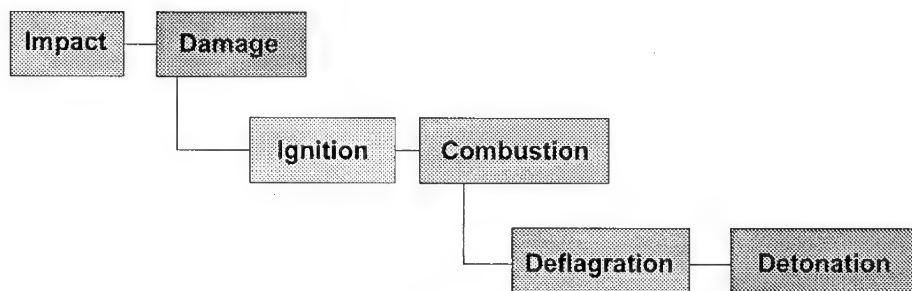 Impact Damage
Ignition Combustion
Deflagration Detonation